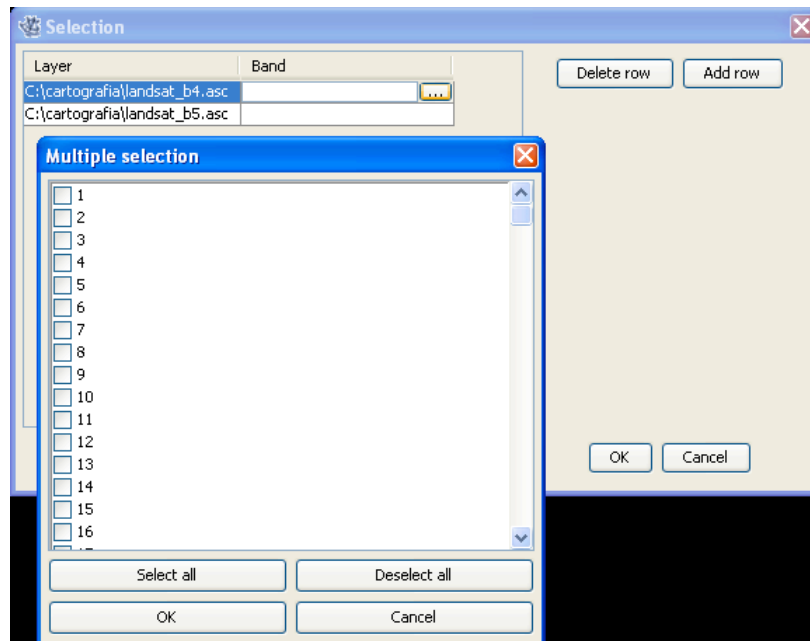 Selection
Layer Band
Delete row Add row
C:\cartografia\landsat_b4.asc ...
C:\cartografia\landsat_b5.asc
Multiple selection
1
2
3
4
5
6
7
8
9
10
11
12
13
14
15
16
OK Cancel
Select all Deselect all
OK Cancel